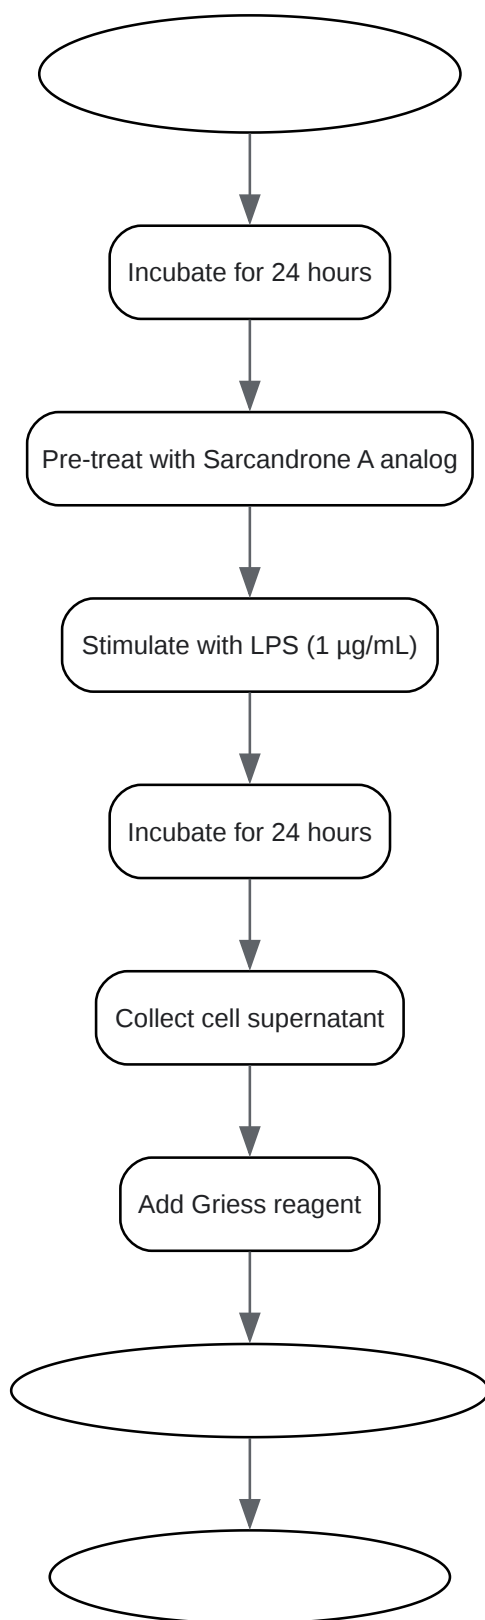 Incubate for 24 hours
Pre-treat with Sarcandrone A analog
Stimulate with LPS (1 µg/mL)
Incubate for 24 hours
Collect cell supernatant
Add Griess reagent